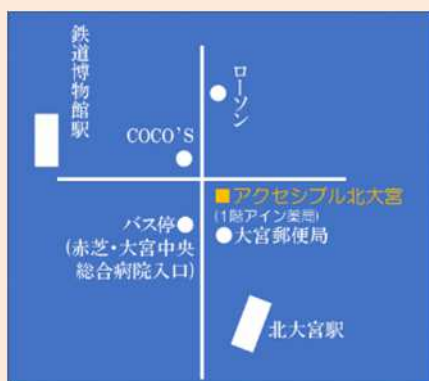 鉄道博物館駅
ローソン
COCO'S
■アクセシブル北大宮
(1階アイン薬局)
バス停
(赤芝・大宮中央
総合病院入口)
大宮郵便局
北大宮駅